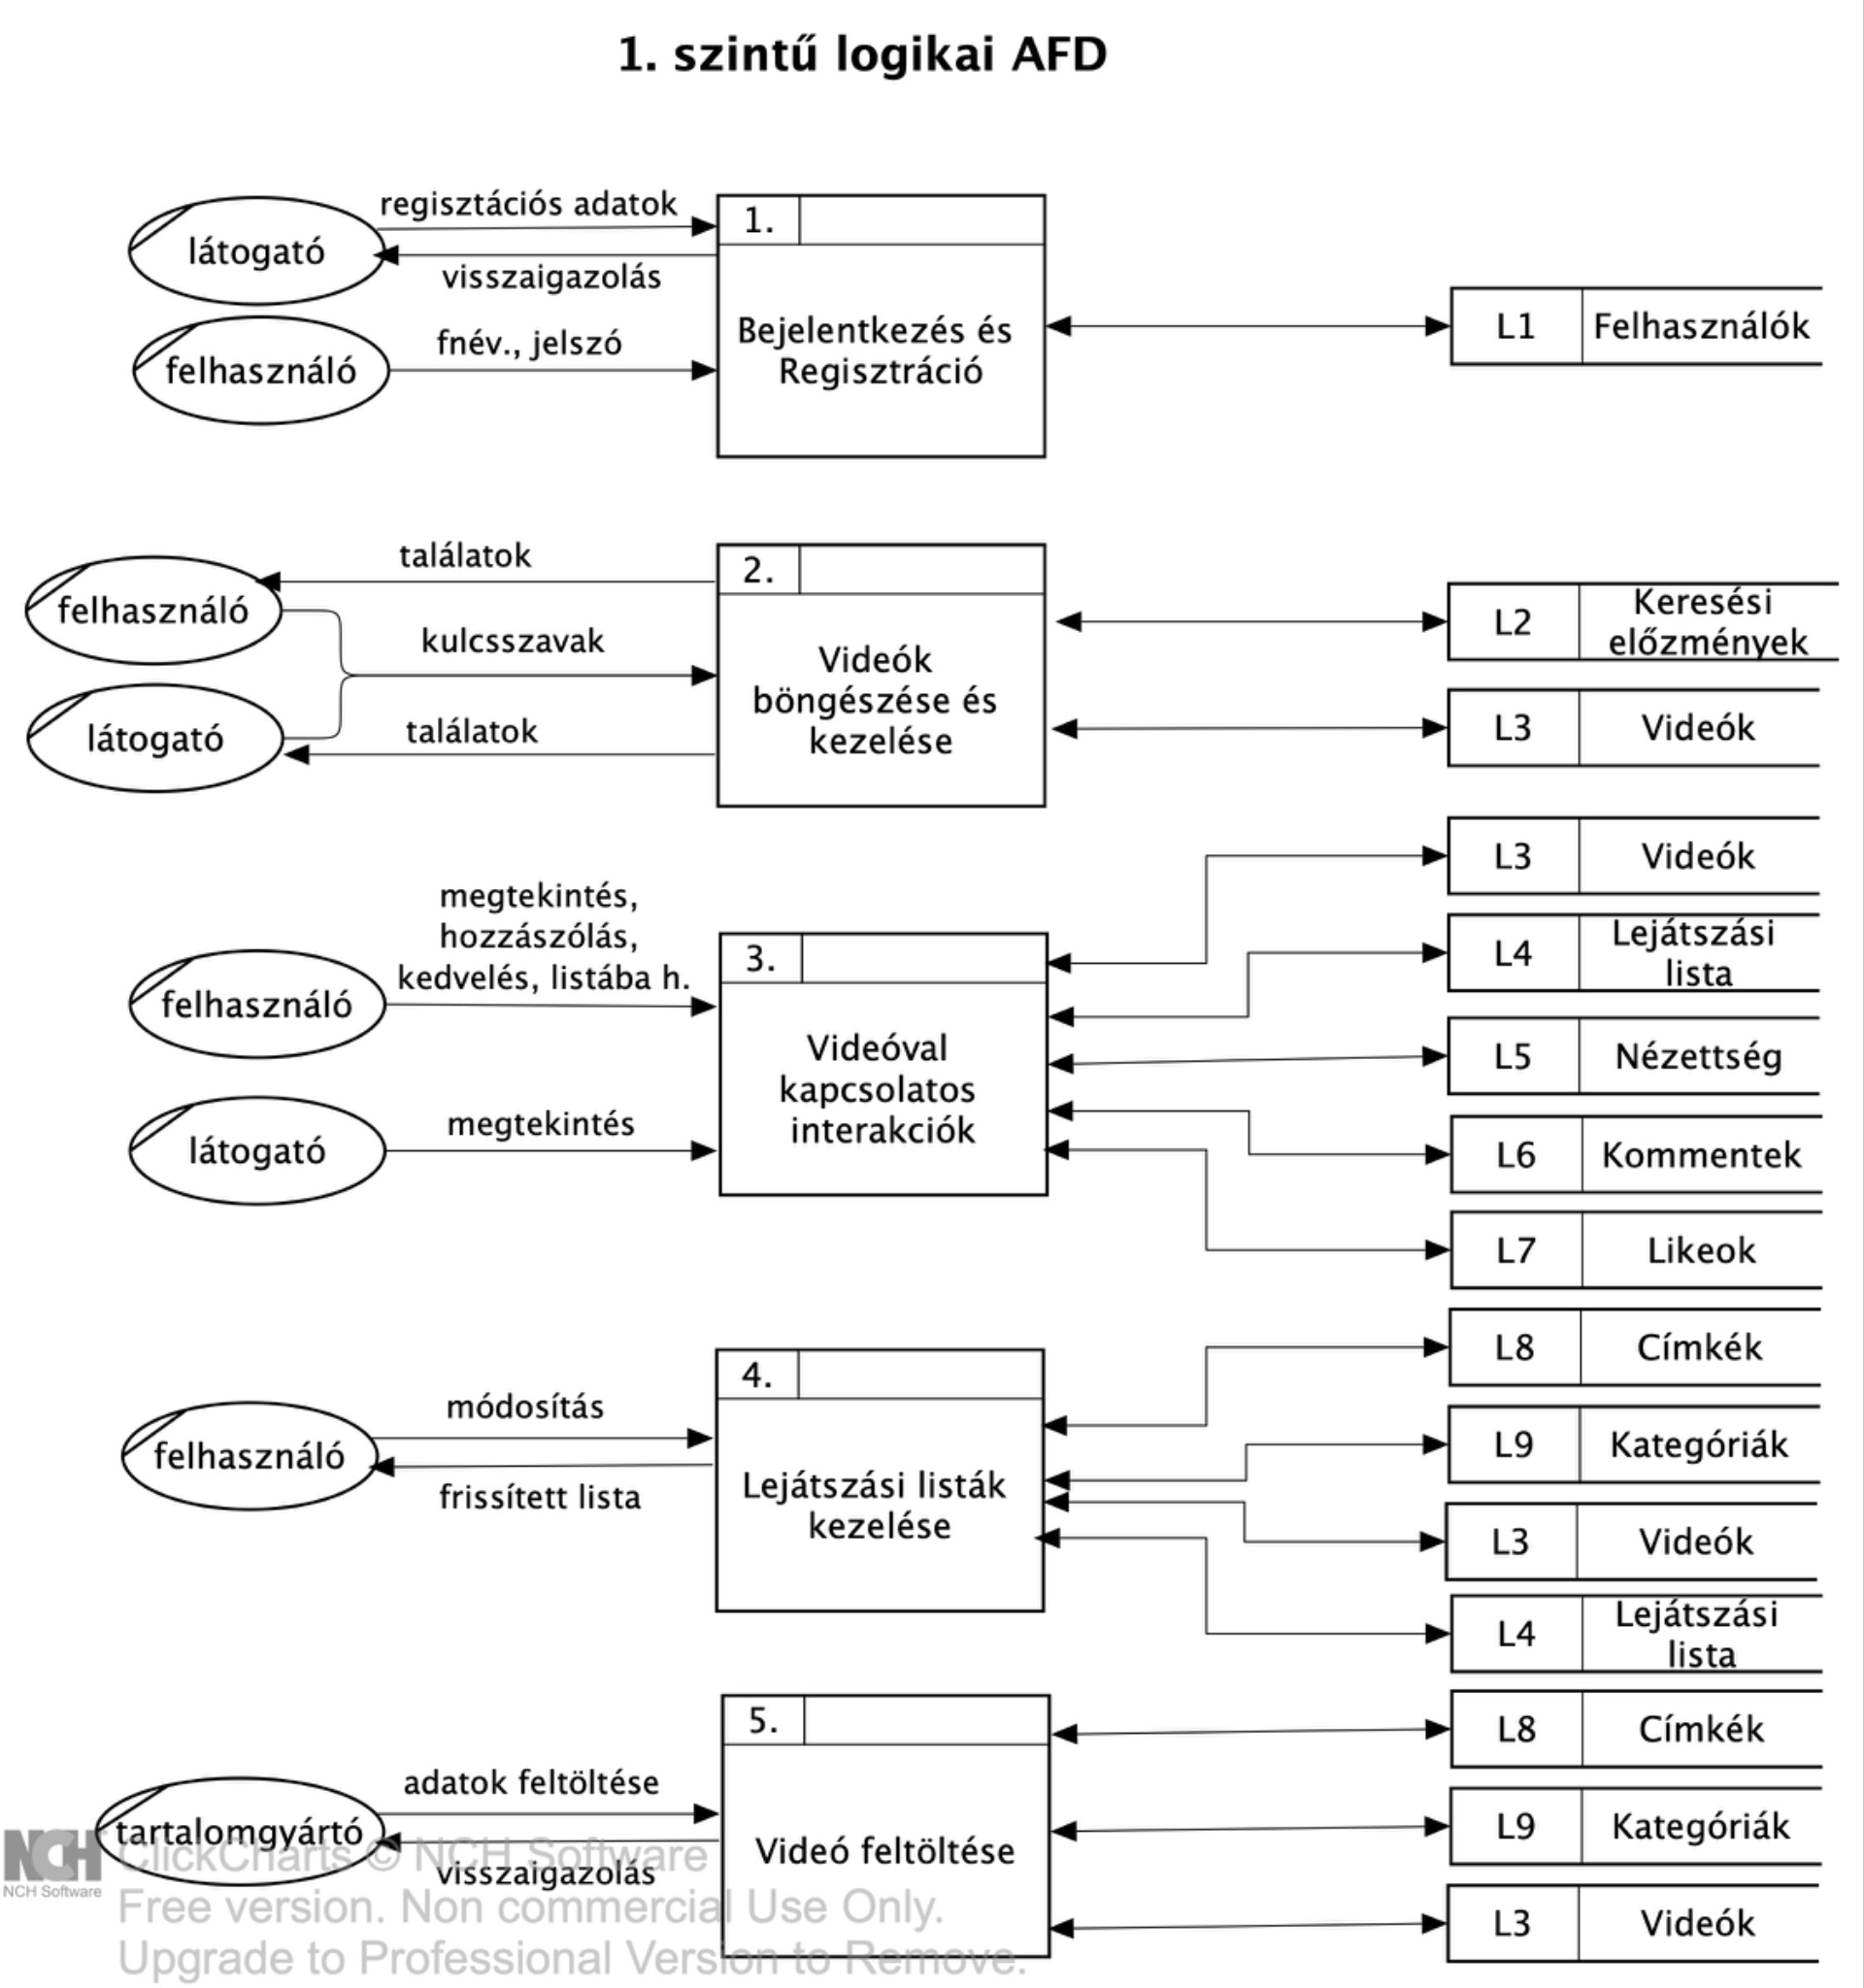 1. szintű logikai AFD
regisztációs adatok
látogató
visszaigazolás
fnév., jelszó
felhasználó
1.
Bejelentkezés és
Regisztráció
L1
Felhasználók
találatok
felhasználó
kulcsszavak
látogató
találatok
2.
Videók
böngészése és
kezelése
L2
Keresési
előzmények
L3
Videók
megtekintés,
hozzászólás,
kedvelés, listába h.
felhasználó
megtekintés
látogató
3.
Videóval
kapcsolatos
interakciók
L3
Videók
L4
Lejátszási
lista
L5
Nézettség
L6
Kommentek
L7
Likeok
módosítás
felhasználó
frissített lista
4.
Lejátszási listák
kezelése
L8
Címkék
L9
Kategóriák
L3
Videók
L4
Lejátszási
lista
adatok feltöltése
tartalomgyártó
visszaigazolás
5.
Videó feltöltése
L8
Címkék
L9
Kategóriák
L3
Videók
NCH
NCH Software
ClickCharts © NCH Software
Free version. Non commercial Use Only.
Upgrade to Professional Version to Remove.